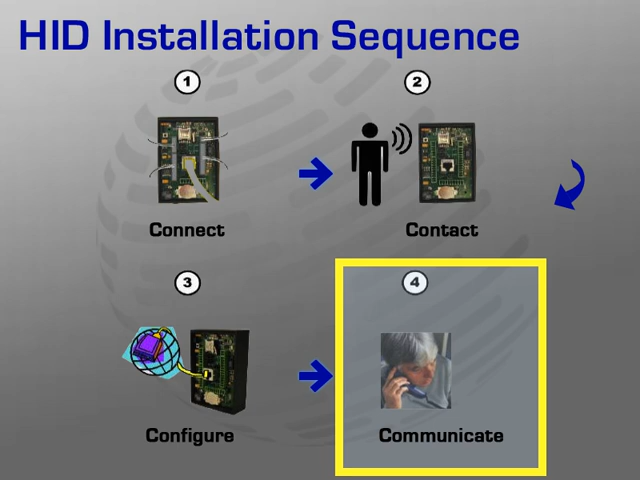 HID Installation Sequence
1
2
Connect
Contact
3
4
Configure
Communicate